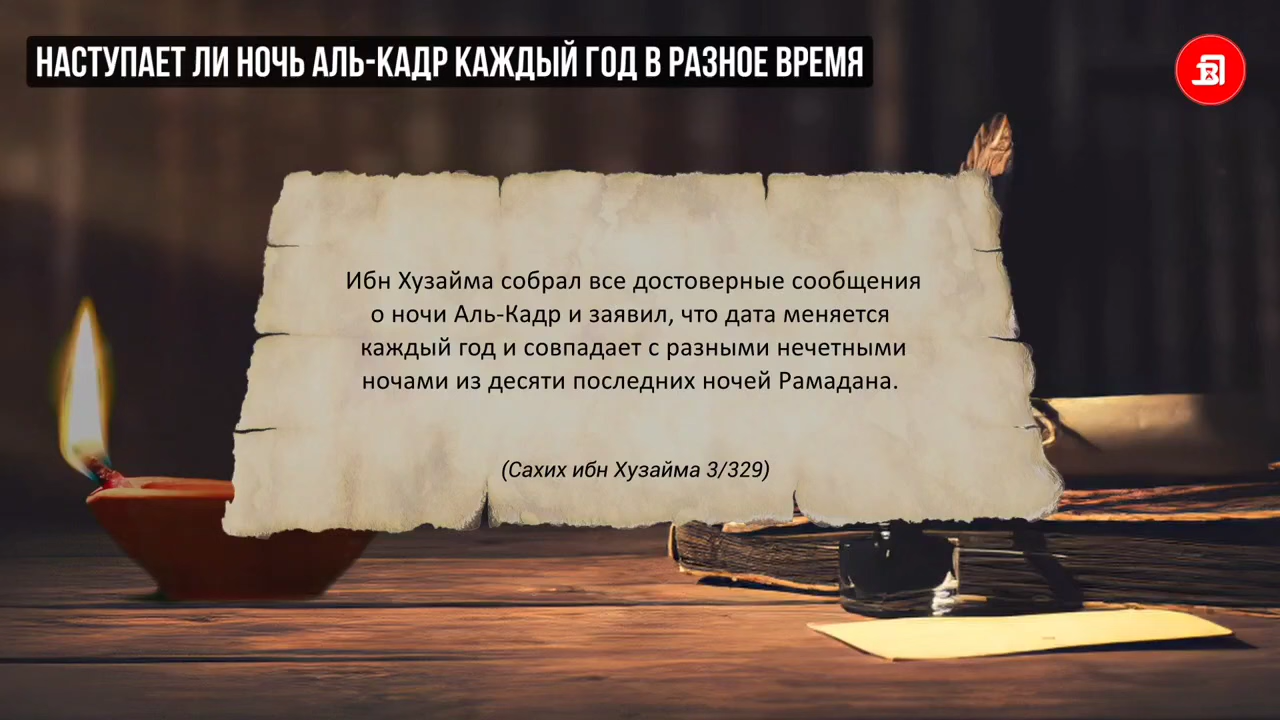 НАСТУПАЕТ ЛИ НОЧЬ АЛЬ-КАДР КАЖДЫЙ ГОД В РАЗНОЕ ВРЕМЯ
Ибн Хузайма собрал все достоверные сообщения
о ночи Аль-Кадр и заявил, что дата меняется
каждый год и совпадает с разными нечетными
ночами из десяти последних ночей Рамадана.
(Сахих ибн Хузайма 3/329)